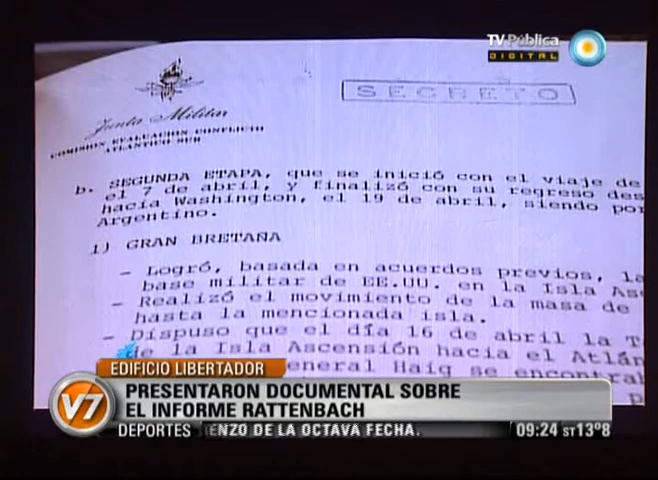 TV Pública
DIGITAL
SECRETO
Junta Militar
COMISION EVALUACION CONFLICTO
ATLANTICO SUR
b. SEGUNDA ETAPA, que se inició con el viaje de
el 7 de abril, y finalizó con su regreso des
hacia Washington, el 19 de abril, siendo por
Argentino.
1) GRAN BRETAÑA
- Logró, basada en acuerdos previos, la
base militar de EE.UU. en la Isla Asc
- Realizó el movimiento de la masa de
hasta la mencionada isla.
- Dispuso que el día 16 de abril la T
de la Isla Ascensión hacia el Atlán
eneral Haig se encontrab
EDIFICIO LIBERTADOR
V7
PRESENTARON DOCUMENTAL SOBRE
EL INFORME RATTENBACH
DEPORTES
ENZO DE LA OCTAVA FECHA.
09:24 ST13º8